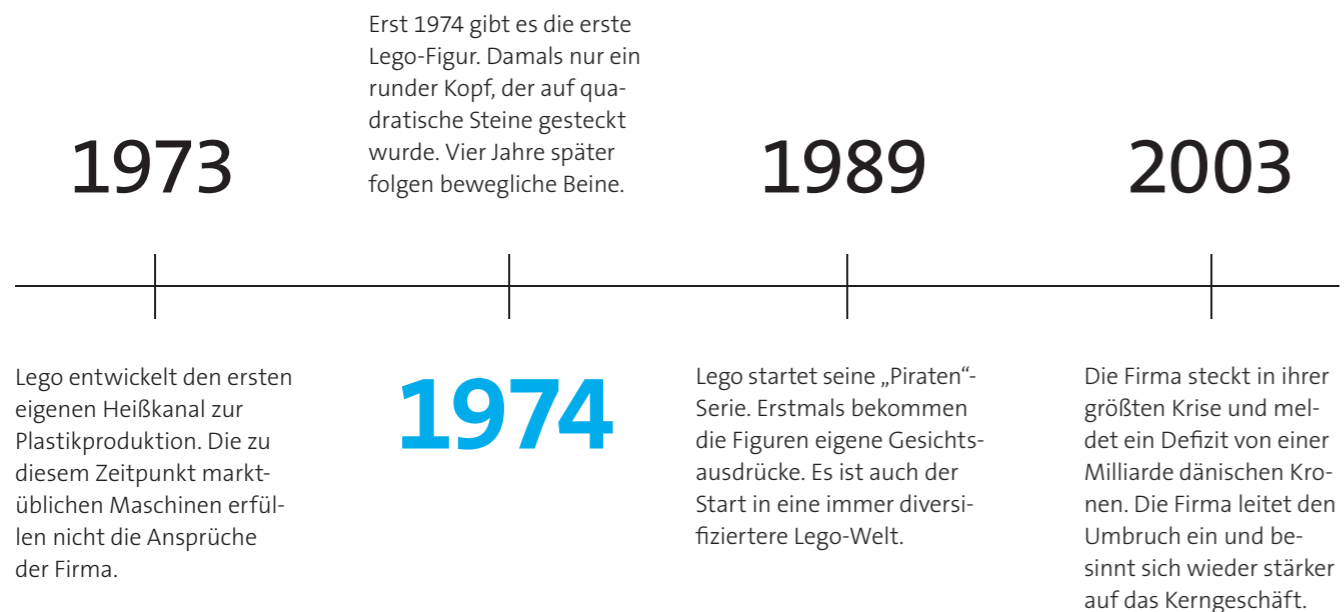 1973
Lego entwickelt den ersten
eigenen Heißkanal zur
Plastikproduktion. Die zu
diesem Zeitpunkt markt-
üblichen Maschinen erfül-
len nicht die Ansprüche
der Firma.
Erst 1974 gibt es die erste
Lego-Figur. Damals nur ein
runder Kopf, der auf qua-
dratische Steine gesteckt
wurde. Vier Jahre später
folgen bewegliche Beine.
1974
1989
Lego startet seine „Piraten“-
Serie. Erstmals bekommen
die Figuren eigene Gesichts-
ausdrücke. Es ist auch der
Start in eine immer diversi-
fiziertere Lego-Welt.
2003
Die Firma steckt in ihrer
größten Krise und mel-
det ein Defizit von einer
Milliarde dänischen Kro-
nen. Die Firma leitet den
Umbruch ein und be-
sinnt sich wieder stärker
auf das Kerngeschäft.